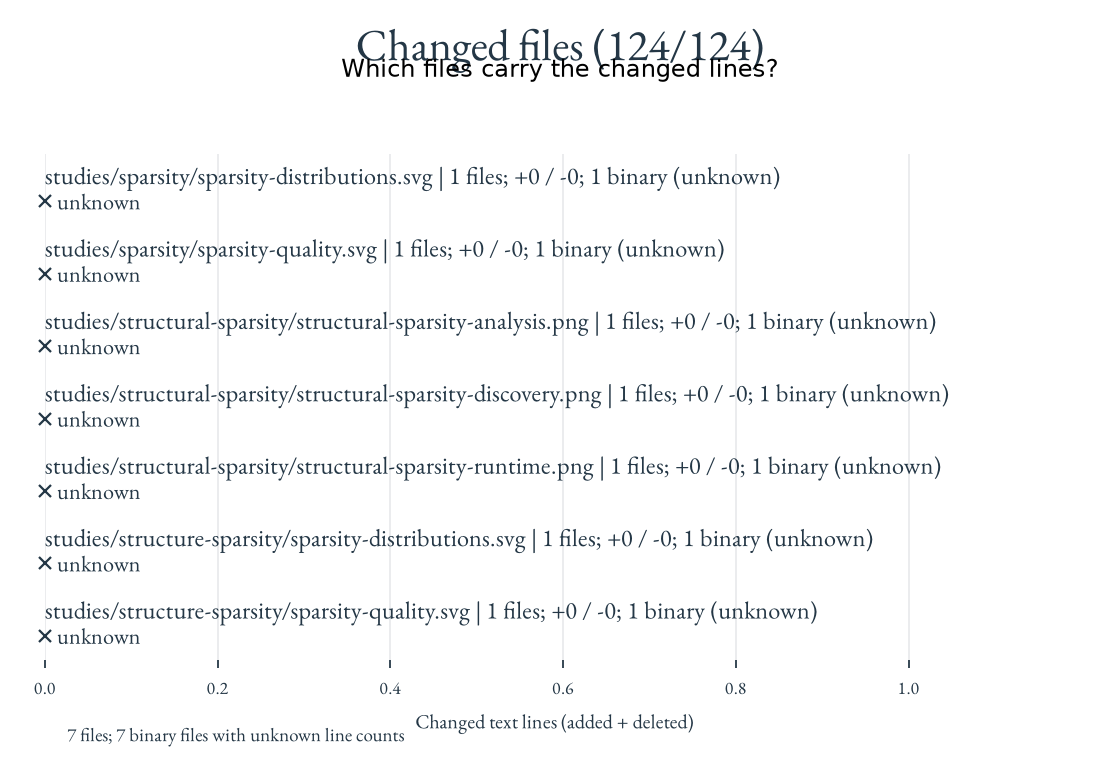 Changed files (124/124)
Which files carry the changed lines?
studies/sparsity/sparsity-distributions.svg | 1 files; +0 / -0; 1 binary (unknown)
unknown
studies/sparsity/sparsity-quality.svg | 1 files; +0 / -0; 1 binary (unknown)
unknown
studies/structural-sparsity/structural-sparsity-analysis.png | 1 files; +0 / -0; 1 binary (unknown)
unknown
studies/structural-sparsity/structural-sparsity-discovery.png | 1 files; +0 / -0; 1 binary (unknown)
unknown
studies/structural-sparsity/structural-sparsity-runtime.png | 1 files; +0 / -0; 1 binary (unknown)
unknown
studies/structure-sparsity/sparsity-distributions.svg | 1 files; +0 / -0; 1 binary (unknown)
unknown
studies/structure-sparsity/sparsity-quality.svg | 1 files; +0 / -0; 1 binary (unknown)
unknown
0.0 0.2 0.4 0.6 0.8 1.0
Changed text lines (added + deleted)
7 files; 7 binary files with unknown line counts